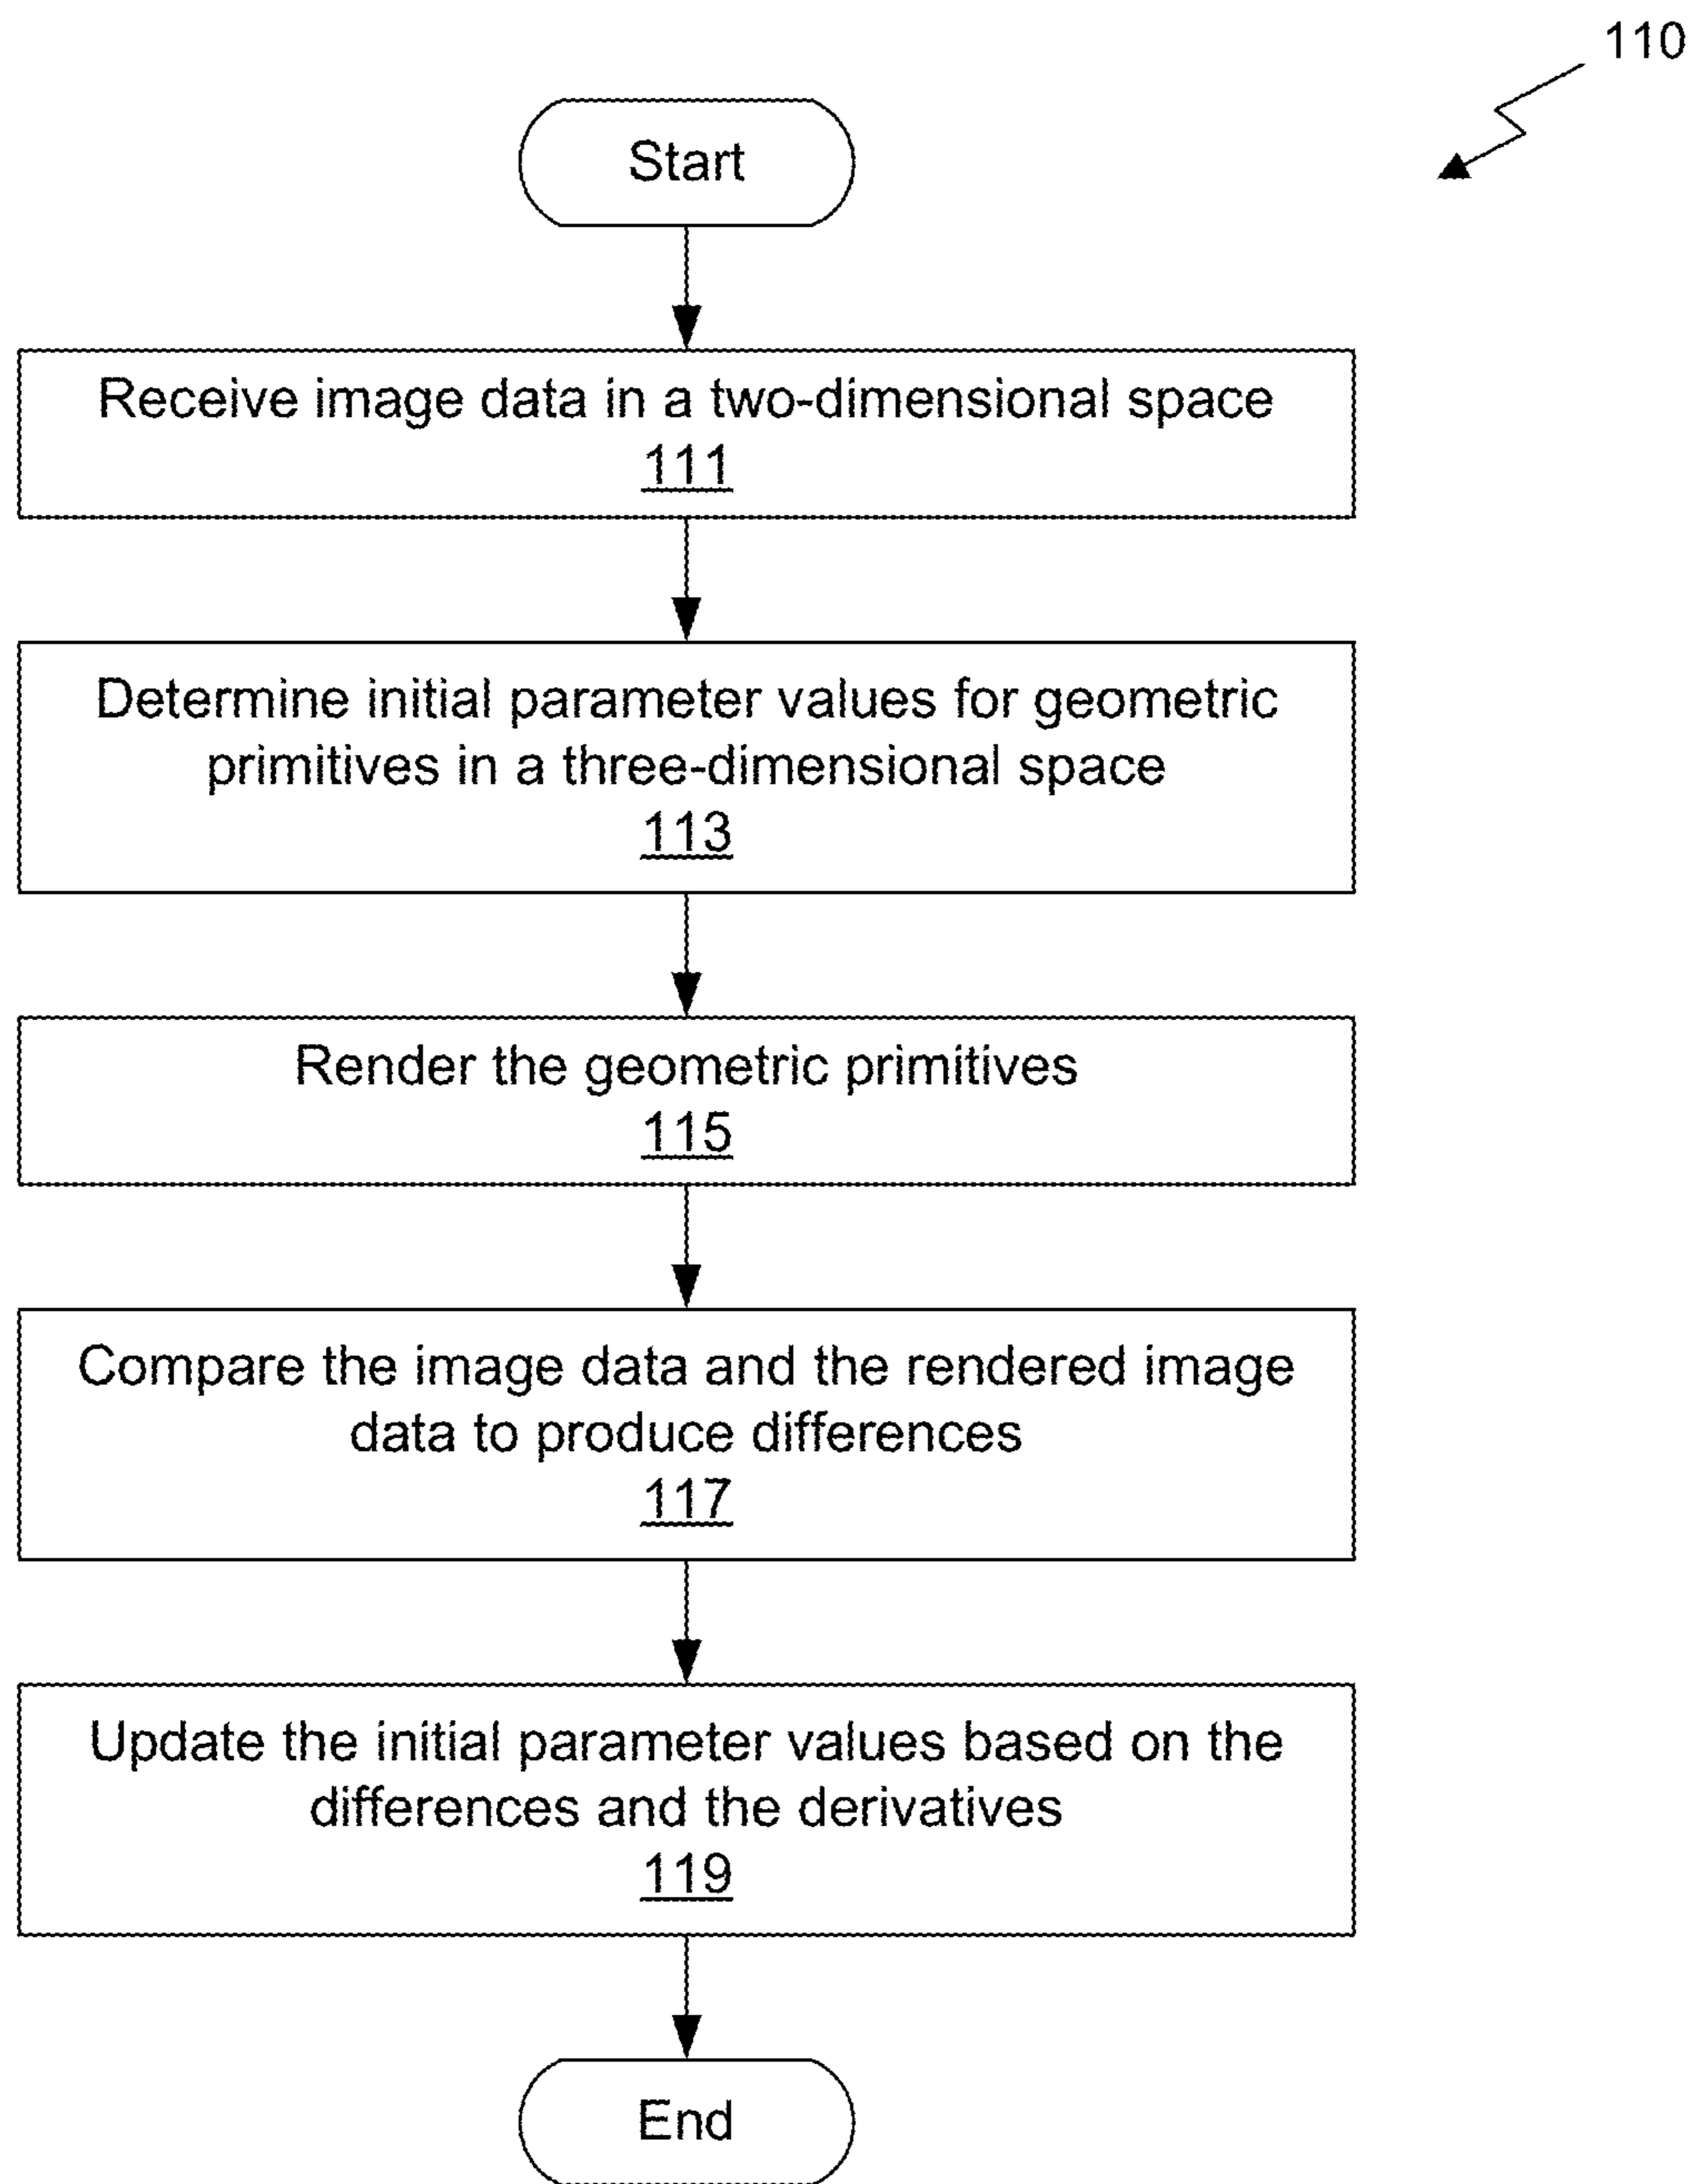 110
Start
Receive image data in a two-dimensional space
111
Determine initial parameter values for geometric
primitives in a three-dimensional space
113
Render the geometric primitives
115
Compare the image data and the rendered image
data to produce differences
117
Update the initial parameter values based on the
differences and the derivatives
119
End